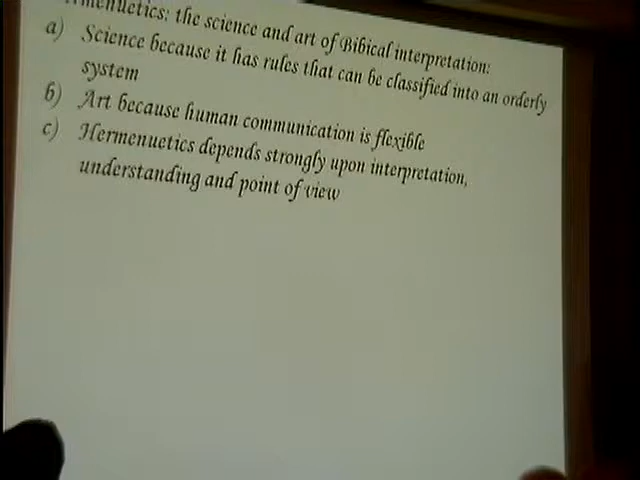 menuetics: the science and art of Bibical interpretation:
a) Science because it has rules that can be classified into an orderly
system
b) Art because human communication is flexible
c) Hermenuetics depends strongly upon interpretation,
understanding and point of view